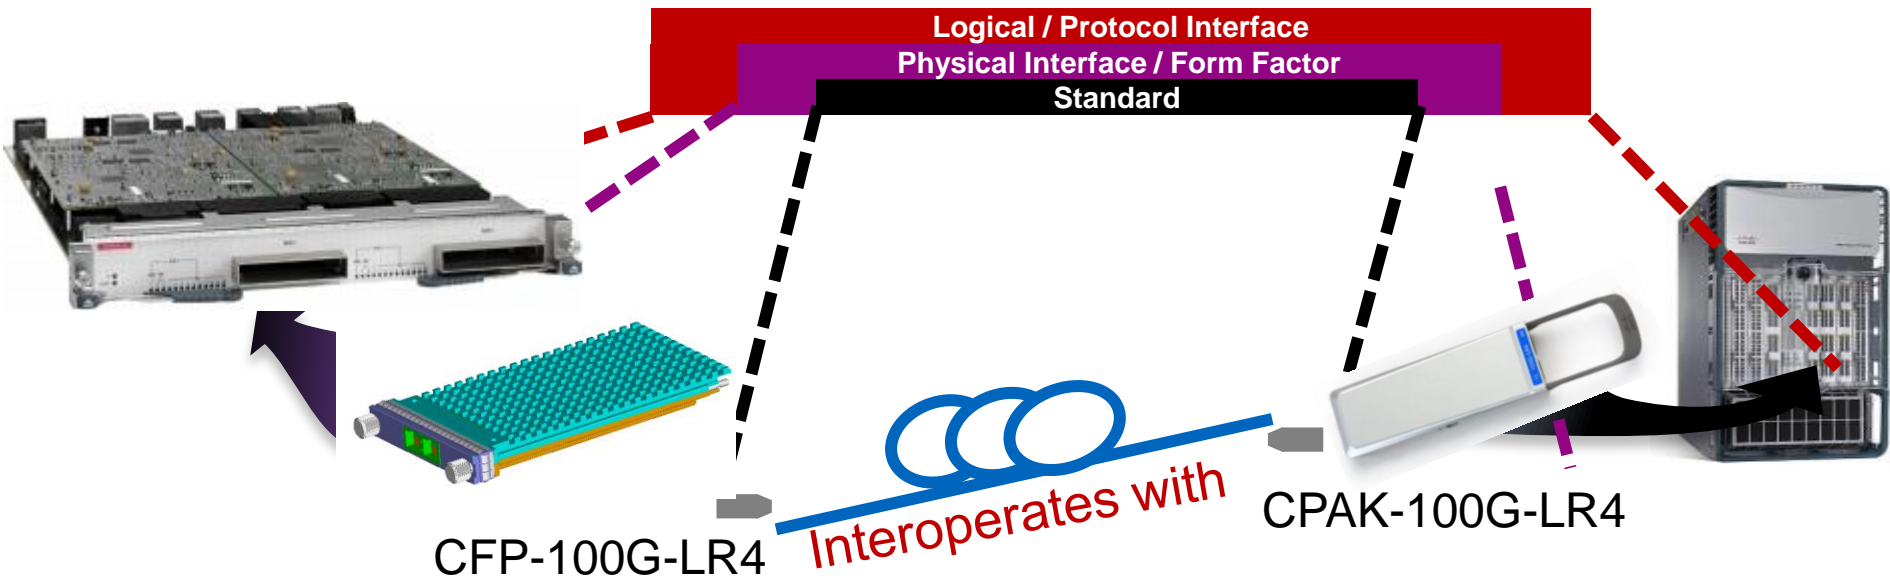 Logical / Protocol Interface
Physical Interface / Form Factor
Standard
Interoperates with
CPAK-100G-LR4
CFP-100G-LR4